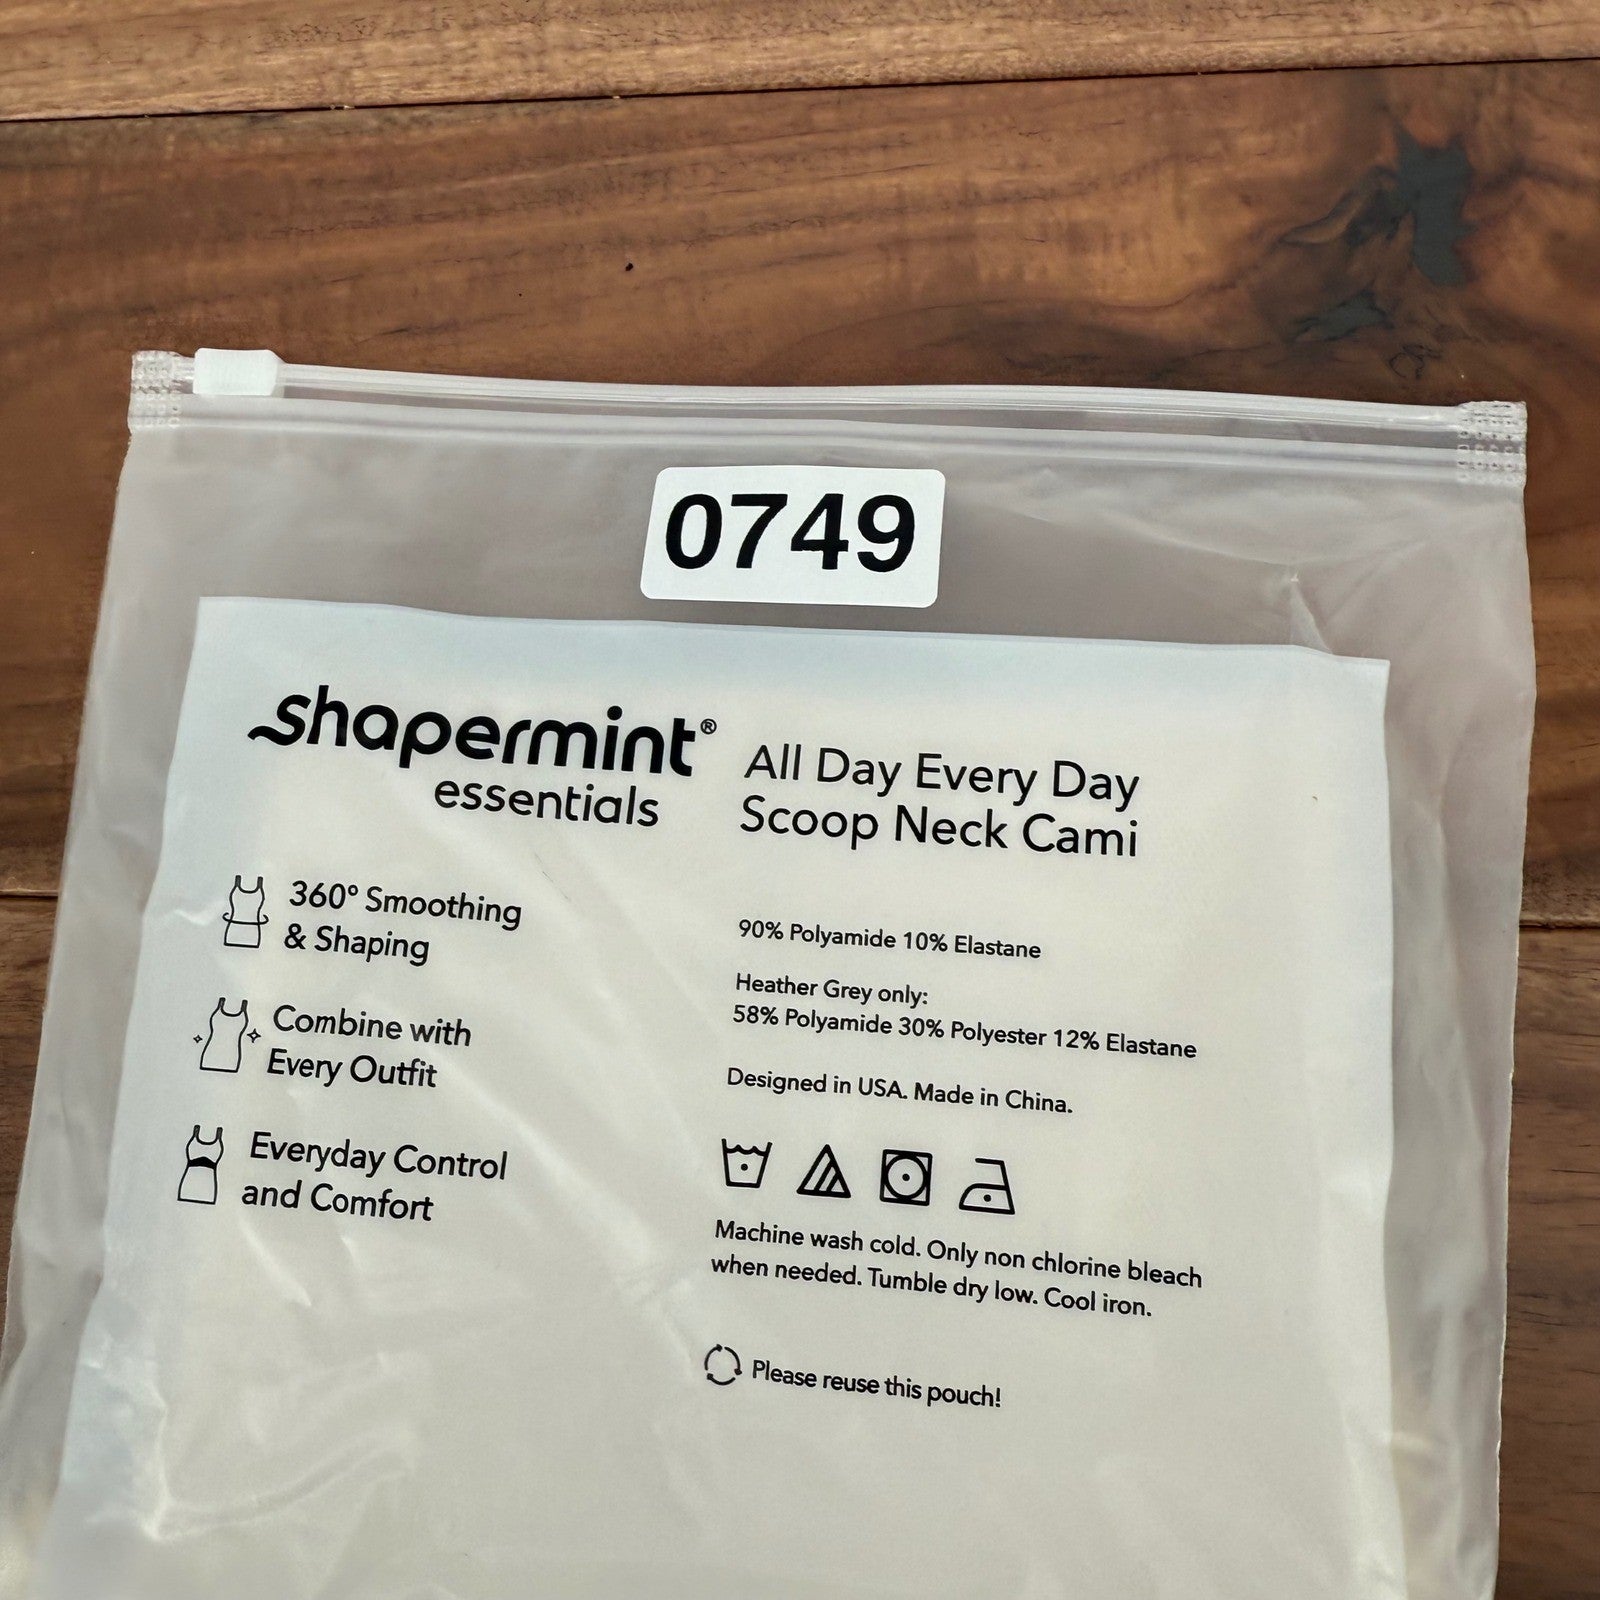 0749
shapermint®
essentials
All Day Every Day
Scoop Neck Cami
360° Smoothing
& Shaping
Combine with
Every Outfit
Everyday Control
and Comfort
90% Polyamide 10% Elastane
Heather Grey only:
58% Polyamide 30% Polyester 12% Elastane
Designed in USA. Made in China.
Machine wash cold. Only non chlorine bleach
when needed. Tumble dry low. Cool iron.
Please reuse this pouch!